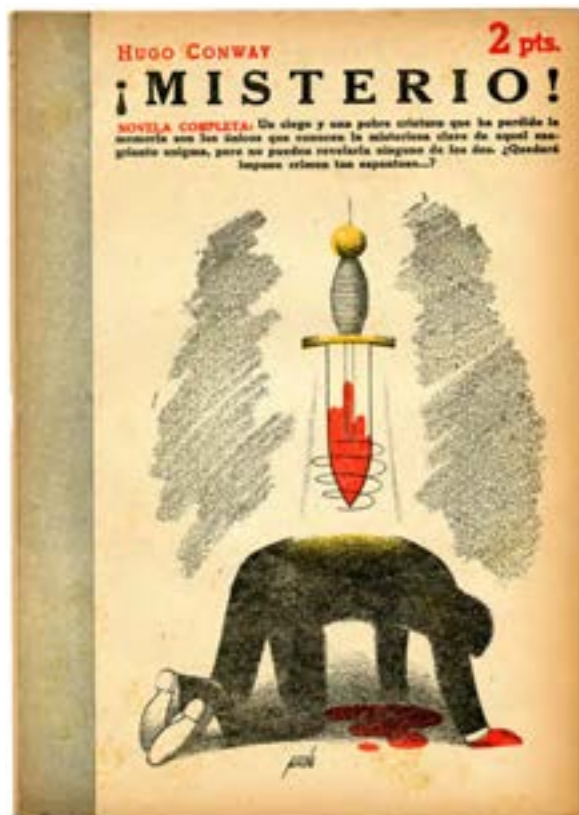 HUGO CONWAY
2 pts.
¡MISTERIO!
NOVELA COMPLETA: Un ciego y una pobre criatura que ha perdido la
memoria son los únicos que conocen la misteriosa clave de aquel san-
griento enigma, pero no pueden revelarla ninguno de los dos. ¿Quedará
impune crimen tan espantoso...?